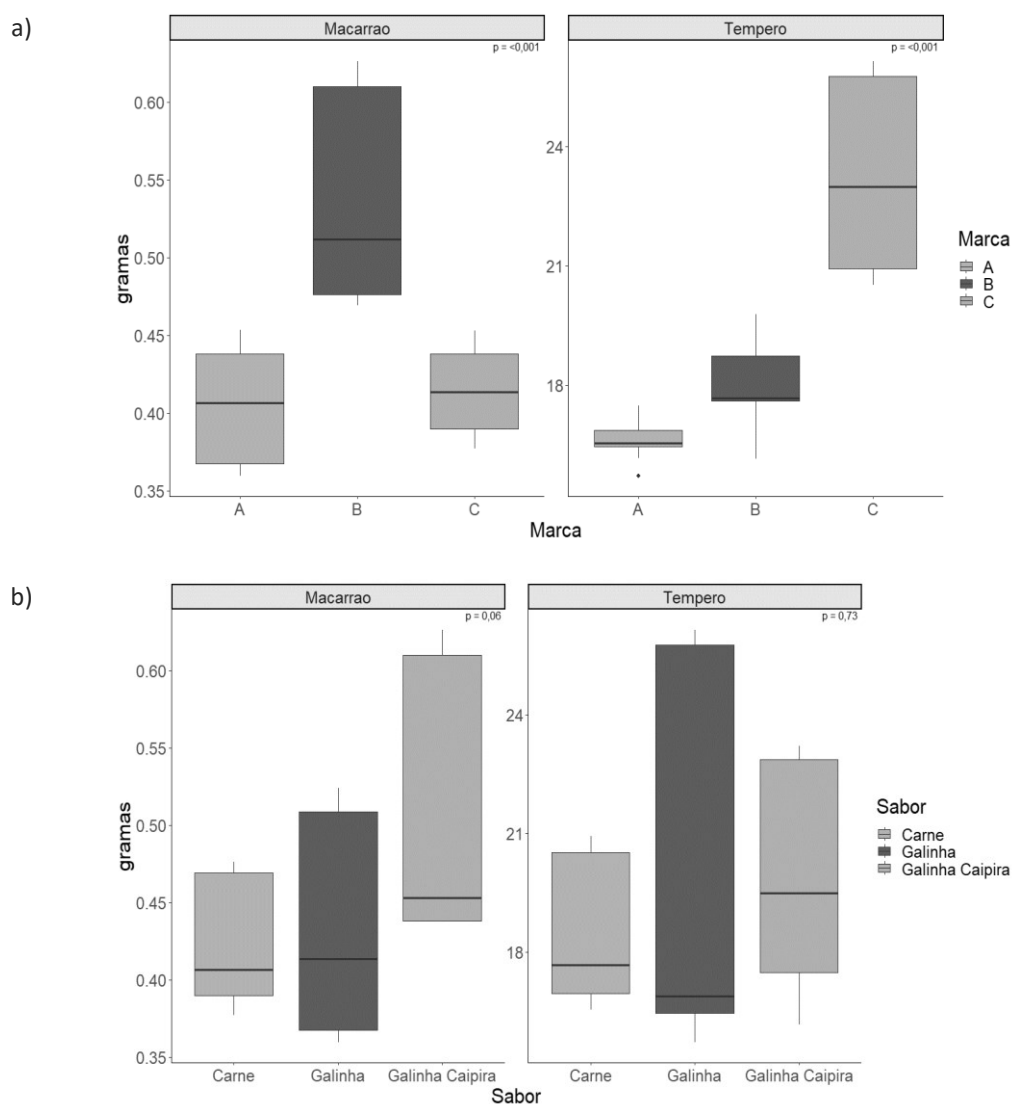 a)
Macarrao
Tempero
p = <0,001
p = <0,001
0.60
0.55
0.50
0.45
0.40
0.35
gramas
24
21
18
A
B
C
A
B
C
Marca
Marca
A
B
C
b)
Macarrao
Tempero
p = 0,06
p = 0,73
0.60
0.55
0.50
0.45
0.40
0.35
gramas
24
21
18
Carne
Galinha
Galinha Caipira
Carne
Galinha
Galinha Caipira
Sabor
Sabor
Carne
Galinha
Galinha Caipira